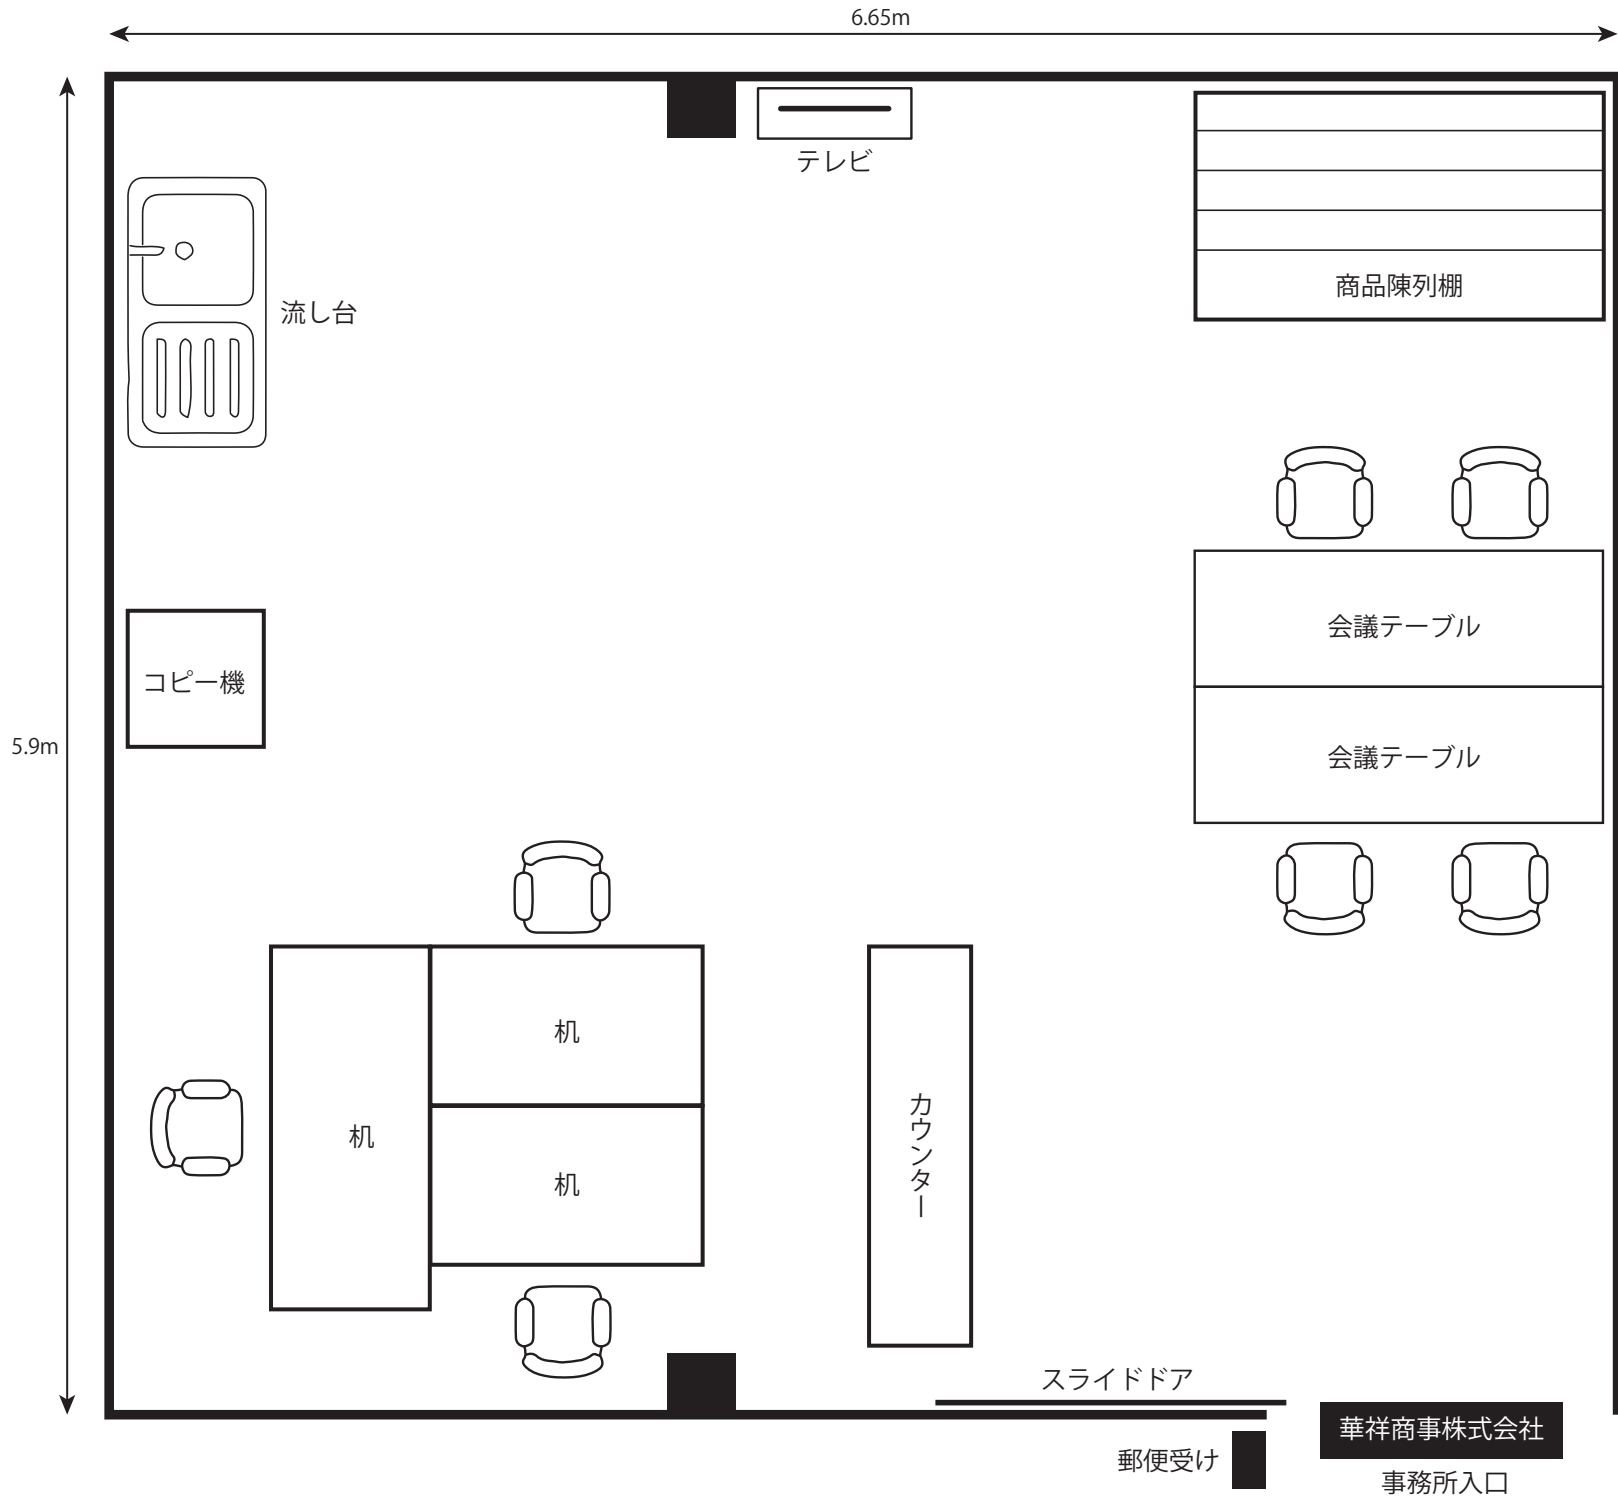 6.65m
テレビ
商品陳列棚
流し台
会議テーブル
コピー機
5.9m
会議テーブル
机
机
机
カウンター
スライドドア
華祥商事株式会社
郵便受け
事務所入口